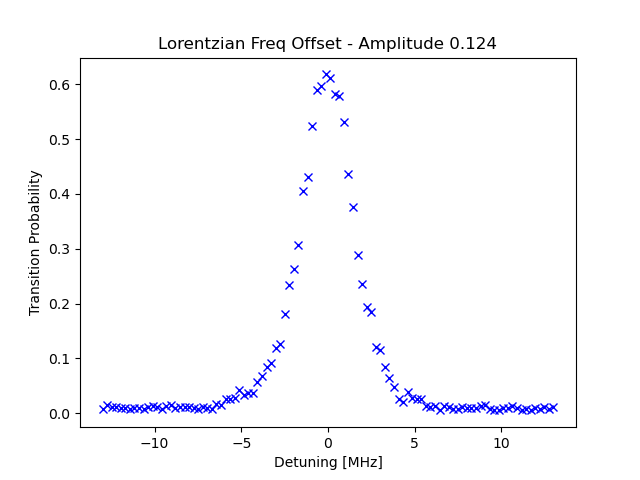 Lorentzian Freq Offset - Amplitude 0.124
0.6
0.5
0.4
0.3
0.2
0.1
0.0
Transition Probability
−10 −5 0 5 10
Detuning [MHz]